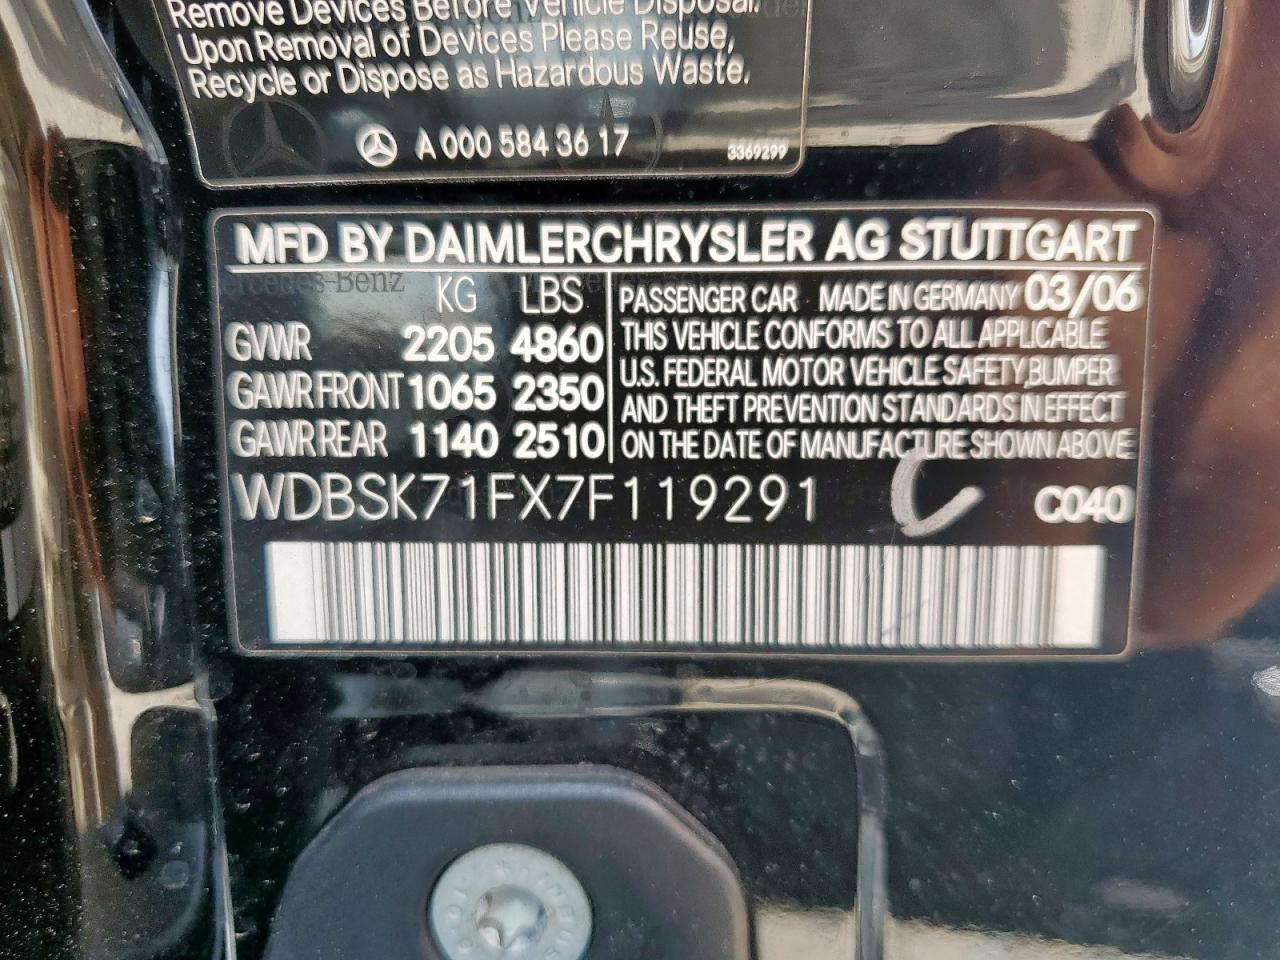 Remove Devices Before Vehicle Disposal.
Upon Removal of Devices Please Reuse,
Recycle or Dispose as Hazardous Waste.
A 000 584 36 17
3369299
MFD BY DAIMLERCHRYSLER AG STUTTGART
Mercedes-Benz
KG LBS
GVWR 2205 4860
GAWR FRONT 1065 2350
GAWR REAR 1140 2510
PASSENGER CAR MADE IN GERMANY 03/06
THIS VEHICLE CONFORMS TO ALL APPLICABLE
U.S. FEDERAL MOTOR VEHICLE SAFETY, BUMPER
AND THEFT PREVENTION STANDARDS IN EFFECT
ON THE DATE OF MANUFACTURE SHOWN ABOVE
WDBSK71FX7F119291
C
C040